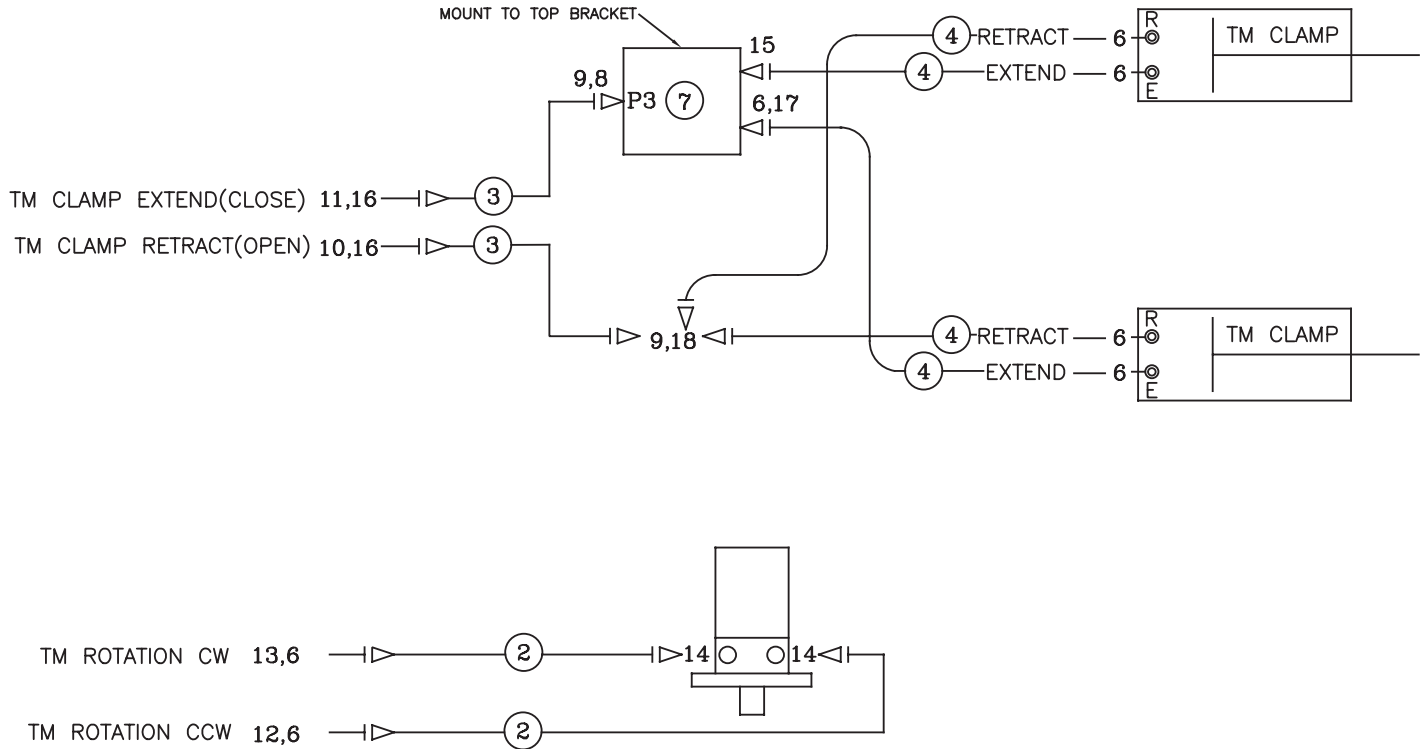 MOUNT TO TOP BRACKET
15
4 RETRACT 6 R TM CLAMP
4 EXTEND 6 E
9,8 P3 7
6,17
TM CLAMP EXTEND(CLOSE) 11,16 3
TM CLAMP RETRACT(OPEN) 10,16 3
9,18
4 RETRACT 6 R TM CLAMP
4 EXTEND 6 E
TM ROTATION CW 13,6 2 14 14
TM ROTATION CCW 12,6 2